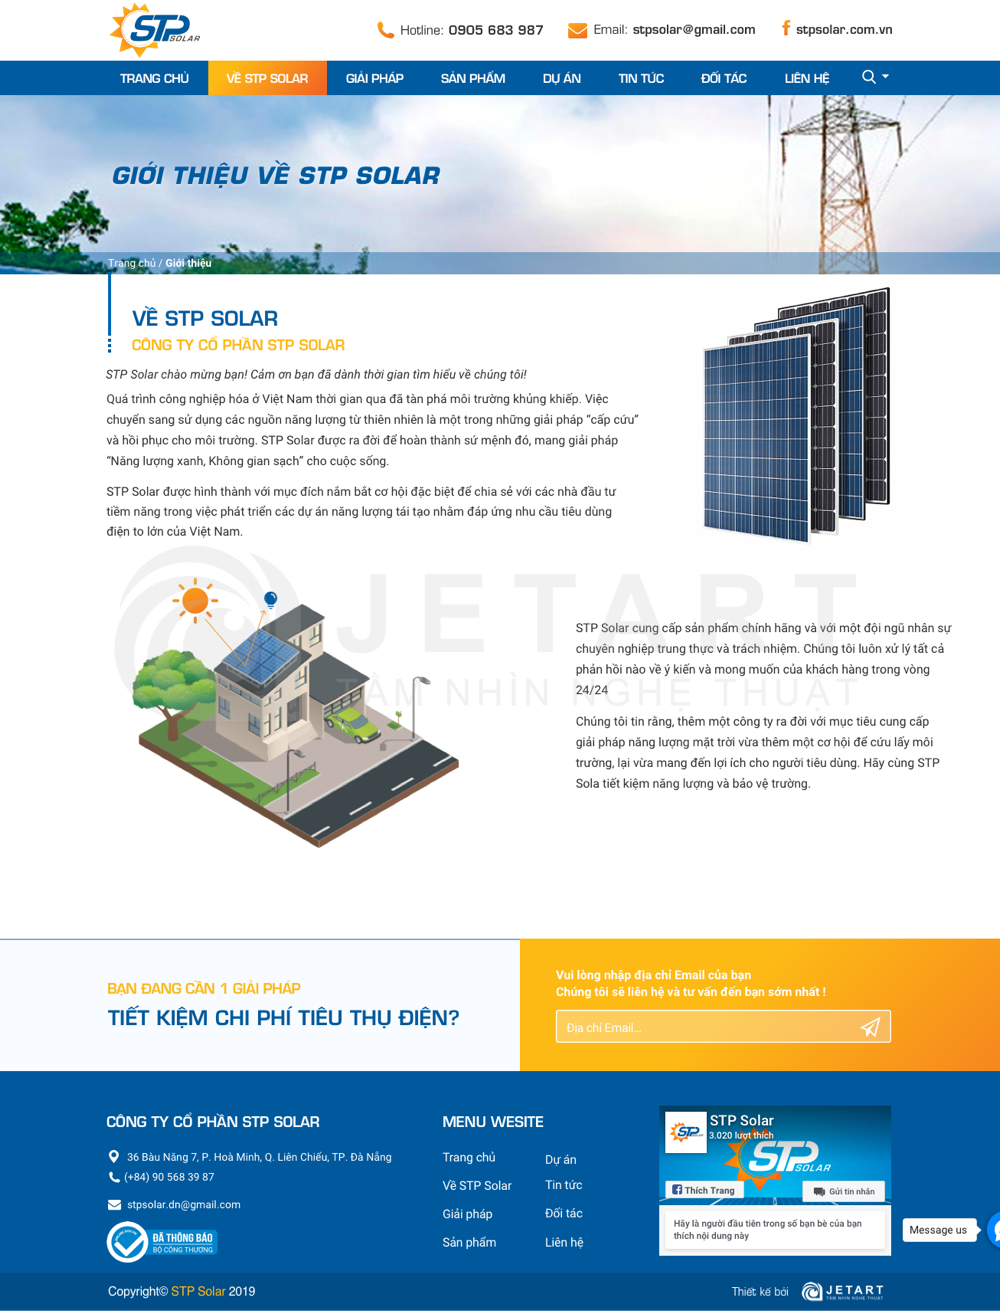 STP SOLAR
Hotline: 0905 683 987
Email: stpsolar@gmail.com
stpsolar.com.vn
TRANG CHỦ
VỀ STP SOLAR
GIẢI PHÁP
SẢN PHẨM
DỰ ÁN
TIN TỨC
ĐỐI TÁC
LIÊN HỆ
GIỚI THIỆU VỀ STP SOLAR
Trang chủ / Giới thiệu
VỀ STP SOLAR
CÔNG TY CỔ PHẦN STP SOLAR
STP Solar chào mừng bạn! Cảm ơn bạn đã dành thời gian tìm hiểu về chúng tôi!
Quá trình công nghiệp hóa ở Việt Nam thời gian qua đã tàn phá môi trường khủng khiếp. Việc
chuyển sang sử dụng các nguồn năng lượng từ thiên nhiên là một trong những giải pháp “cấp cứu”
và hồi phục cho môi trường. STP Solar được ra đời để hoàn thành sứ mệnh đó, mang giải pháp
“Năng lượng xanh, Không gian sạch” cho cuộc sống.
STP Solar được hình thành với mục đích nắm bắt cơ hội đặc biệt để chia sẻ với các nhà đầu tư
tiềm năng trong việc phát triển các dự án năng lượng tái tạo nhằm đáp ứng nhu cầu tiêu dùng
điện to lớn của Việt Nam.
JETART
TẦM NHÌN NGHỆ THUẬT
STP Solar cung cấp sản phẩm chính hãng và với một đội ngũ nhân sự
chuyên nghiệp trung thực và trách nhiệm. Chúng tôi luôn xử lý tất cả
phản hồi nào về ý kiến và mong muốn của khách hàng trong vòng
24/24
Chúng tôi tin rằng, thêm một công ty ra đời với mục tiêu cung cấp
giải pháp năng lượng mặt trời vừa thêm một cơ hội để cứu lấy môi
trường, lại vừa mang đến lợi ích cho người tiêu dùng. Hãy cùng STP
Sola tiết kiệm năng lượng và bảo vệ trường.
BẠN ĐANG CẦN 1 GIẢI PHÁP
TIẾT KIỆM CHI PHÍ TIÊU THỤ ĐIỆN?
Vui lòng nhập địa chỉ Email của bạn
Chúng tôi sẽ liên hệ và tư vấn đến bạn sớm nhất !
Địa chỉ Email...
CÔNG TY CỔ PHẦN STP SOLAR
36 Bàu Năng 7, P. Hoà Minh, Q. Liên Chiểu, TP. Đà Nẵng
(+84) 90 568 39 87
stpsolar.dn@gmail.com
ĐÃ THÔNG BÁO
BỘ CÔNG THƯƠNG
MENU WESITE
Trang chủ
Về STP Solar
Giải pháp
Sản phẩm
Dự án
Tin tức
Đối tác
Liên hệ
STP Solar
3.020 lượt thích
STP SOLAR
STP SOLAR
Thích Trang
Gửi tin nhắn
Hãy là người đầu tiên trong số bạn bè của bạn
thích nội dung này
Message us
Copyright© STP Solar 2019
Thiết kế bởi
JETART
TẦM NHÌN NGHỆ THUẬT